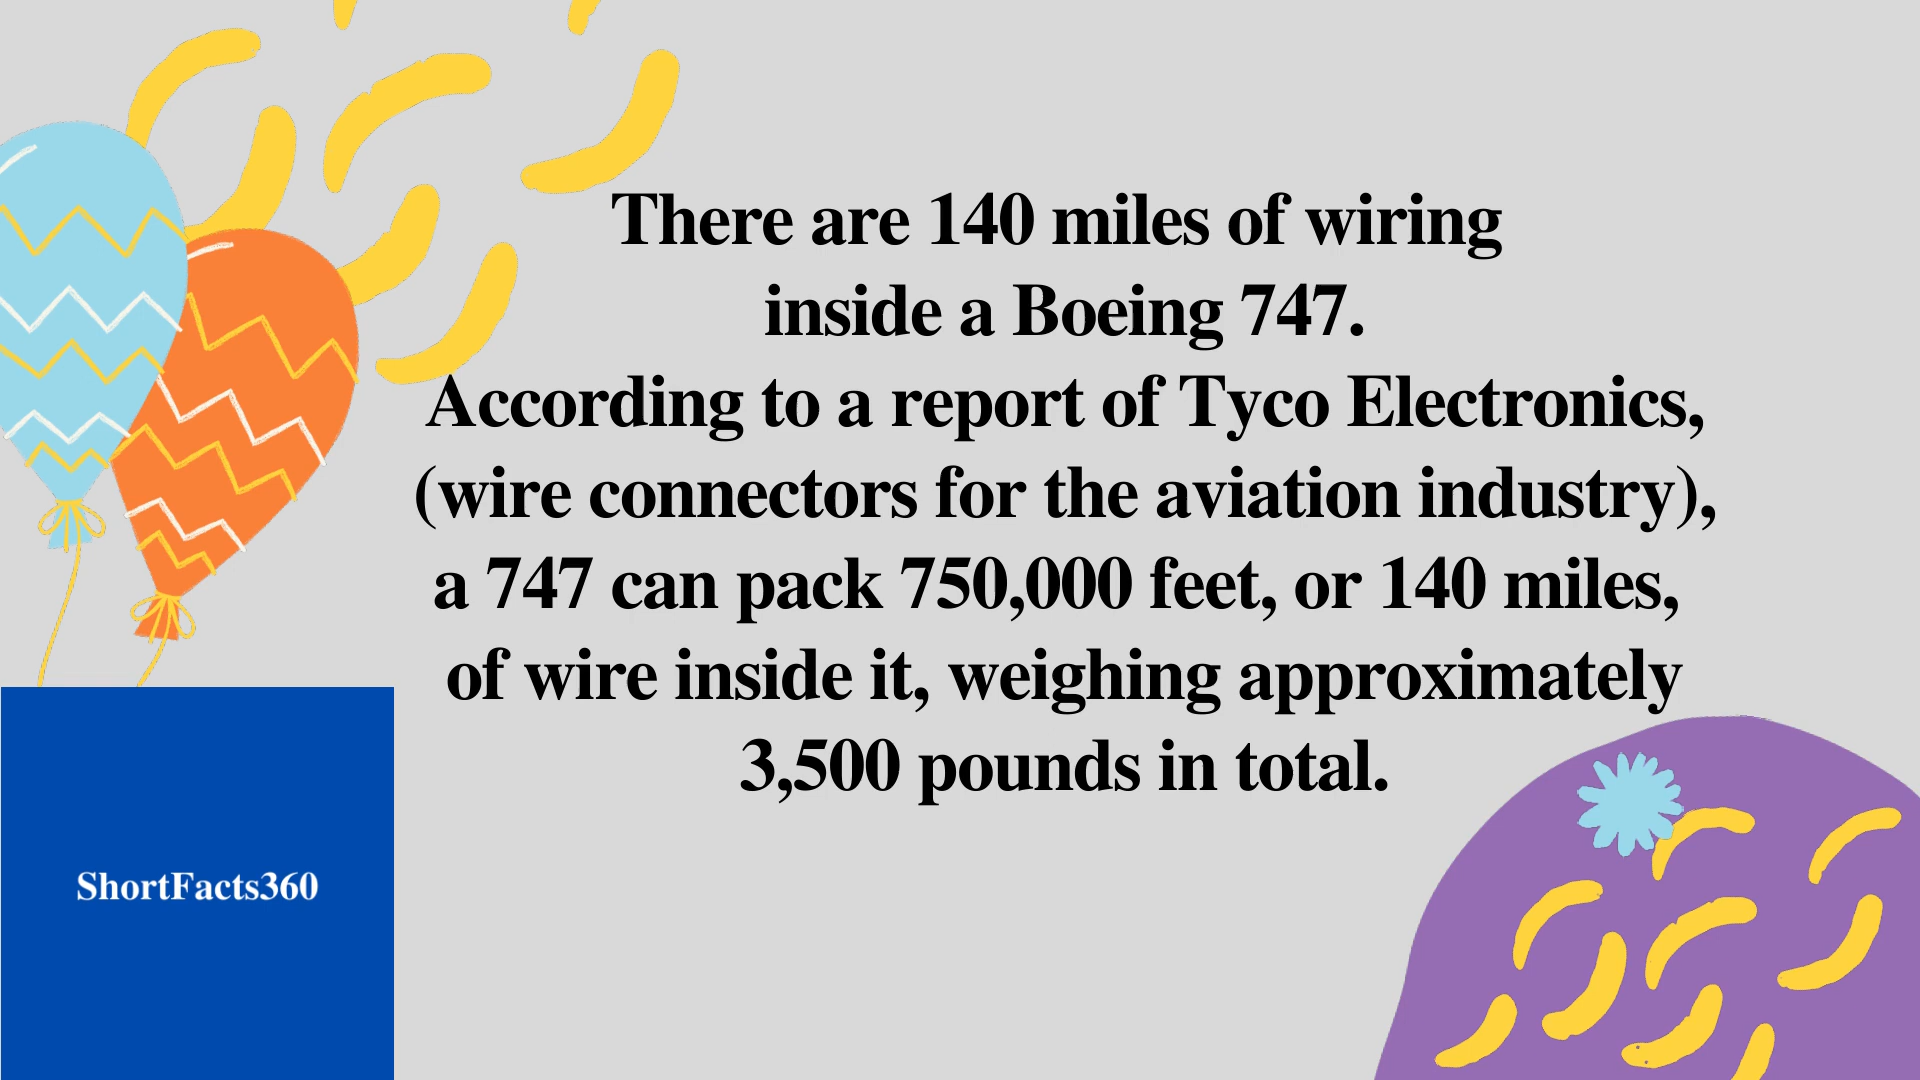 There are 140 miles of wiring
inside a Boeing 747.
According to a report of Tyco Electronics,
(wire connectors for the aviation industry),
a 747 can pack 750,000 feet, or 140 miles,
of wire inside it, weighing approximately
3,500 pounds in total.
ShortFacts360